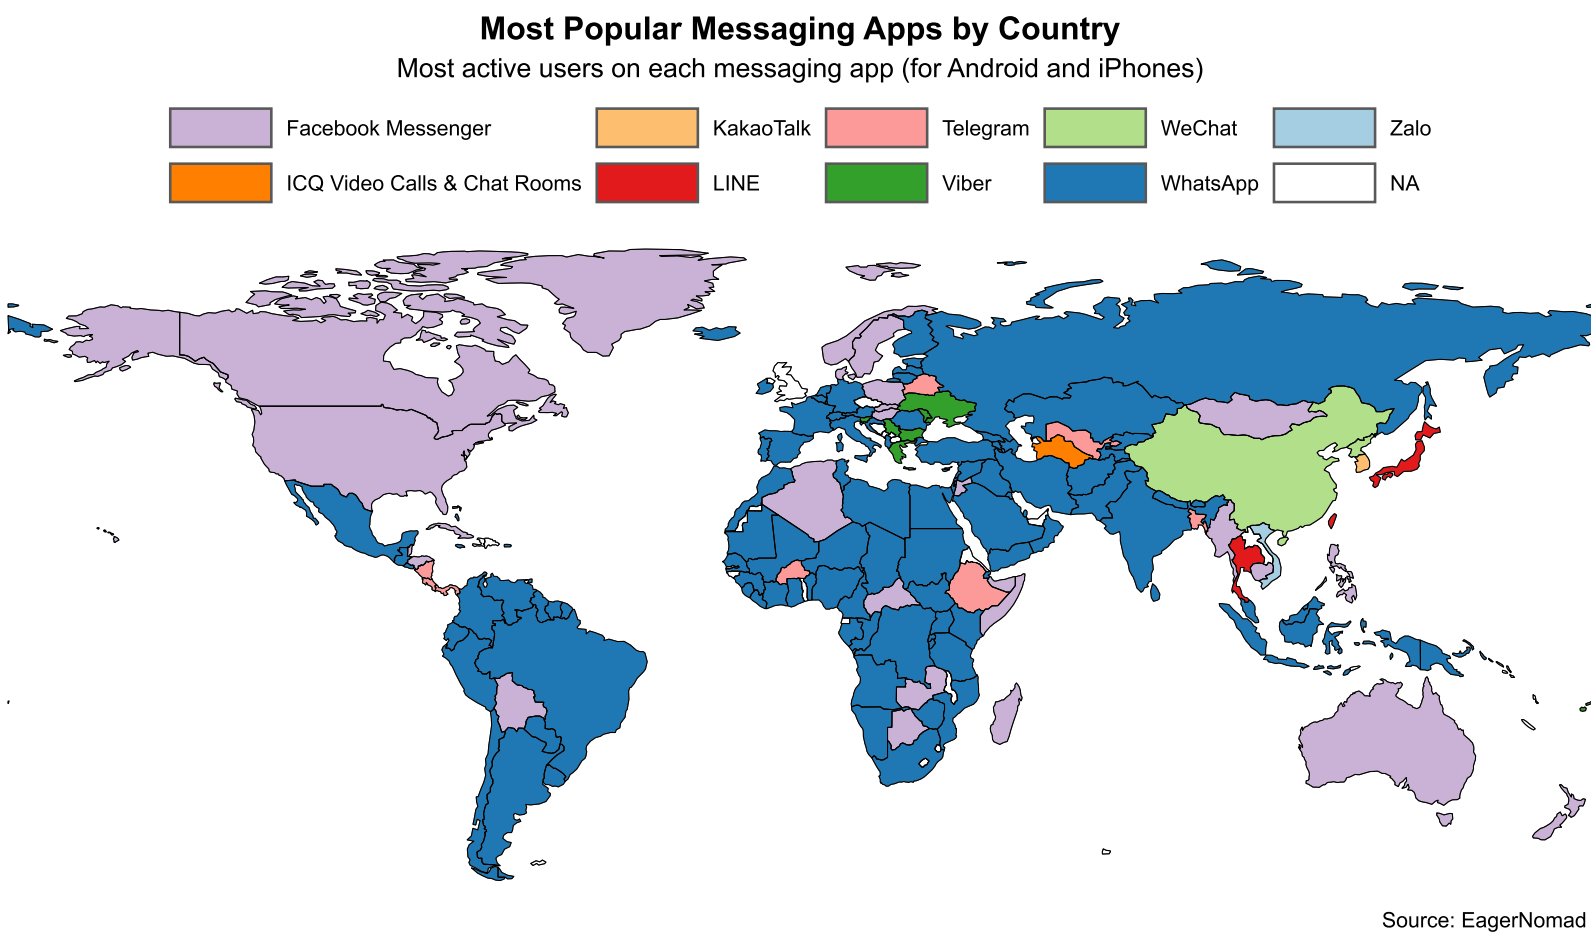 Most Popular Messaging Apps by Country
Most active users on each messaging app (for Android and iPhones)
Facebook Messenger
KakaoTalk
Telegram
WeChat
Zalo
ICQ Video Calls & Chat Rooms
LINE
Viber
WhatsApp
NA
Source: EagerNomad